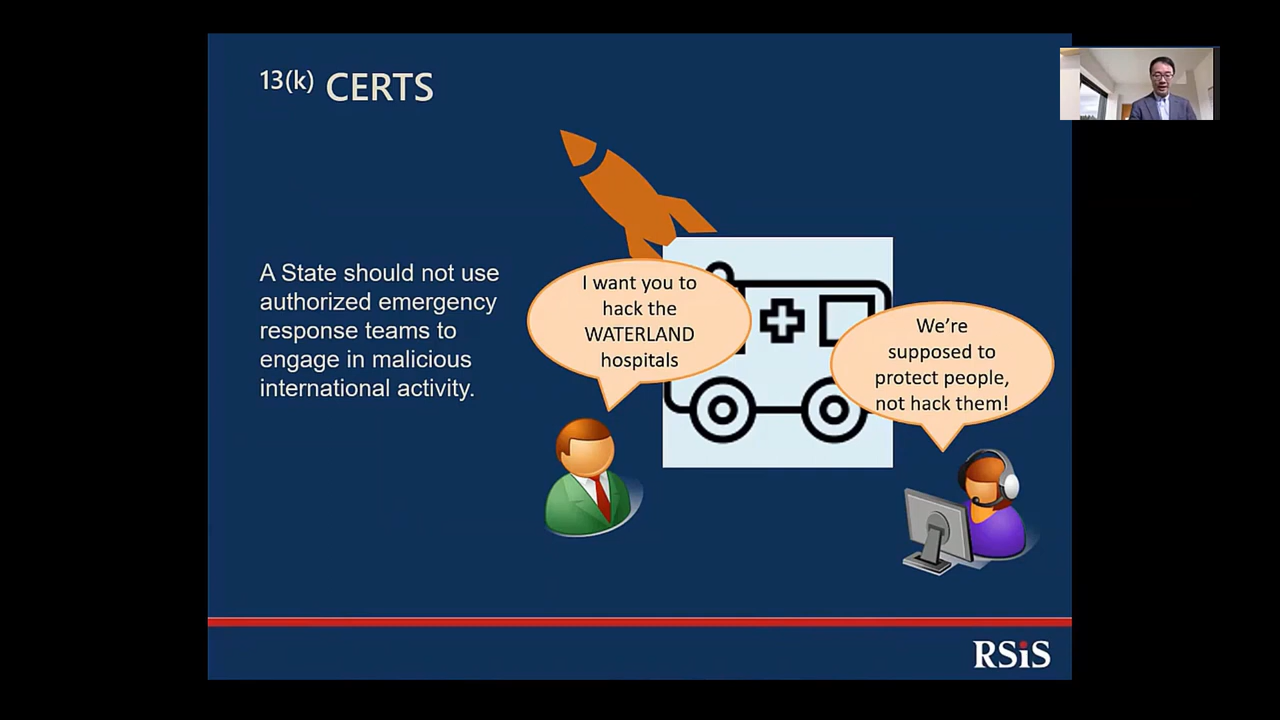 13(k) CERTS
A State should not use
authorized emergency
response teams to
engage in malicious
international activity.
I want you to
hack the
WATERLAND
hospitals
We're
supposed to
protect people,
not hack them!
RSiS